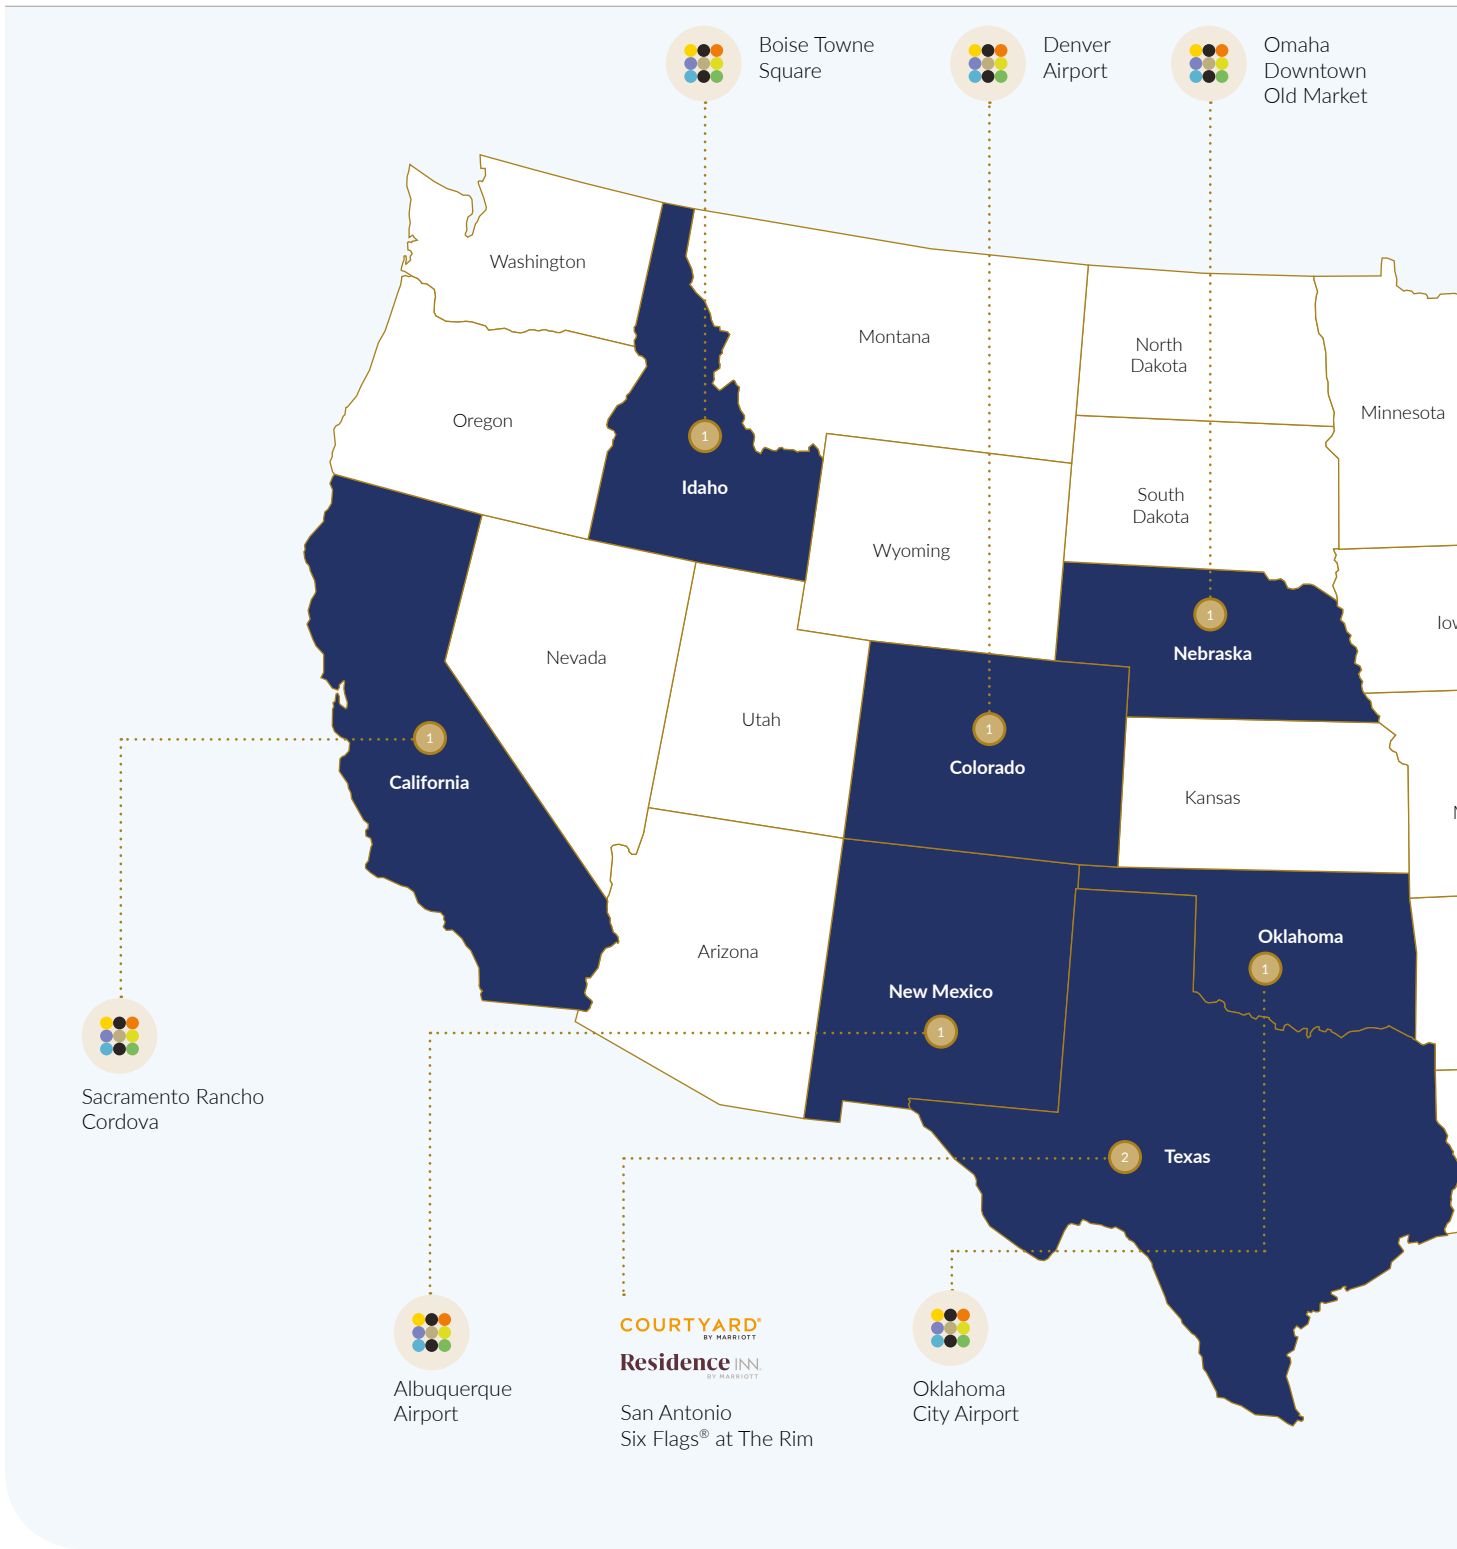 Boise Towne
Square
Denver
Airport
Omaha
Downtown
Old Market
Washington
Montana
North
Dakota
Minnesota
Oregon
1
Idaho
South
Dakota
Wyoming
1
Nebraska
Nevada
Utah
1
Colorado
1
California
Kansas
Oklahoma
1
Arizona
New Mexico
1
Sacramento Rancho
Cordova
2
Texas
COURTYARD®
BY MARRIOTT
Residence INN.
BY MARRIOTT
San Antonio
Six Flags® at The Rim
Albuquerque
Airport
Oklahoma
City Airport